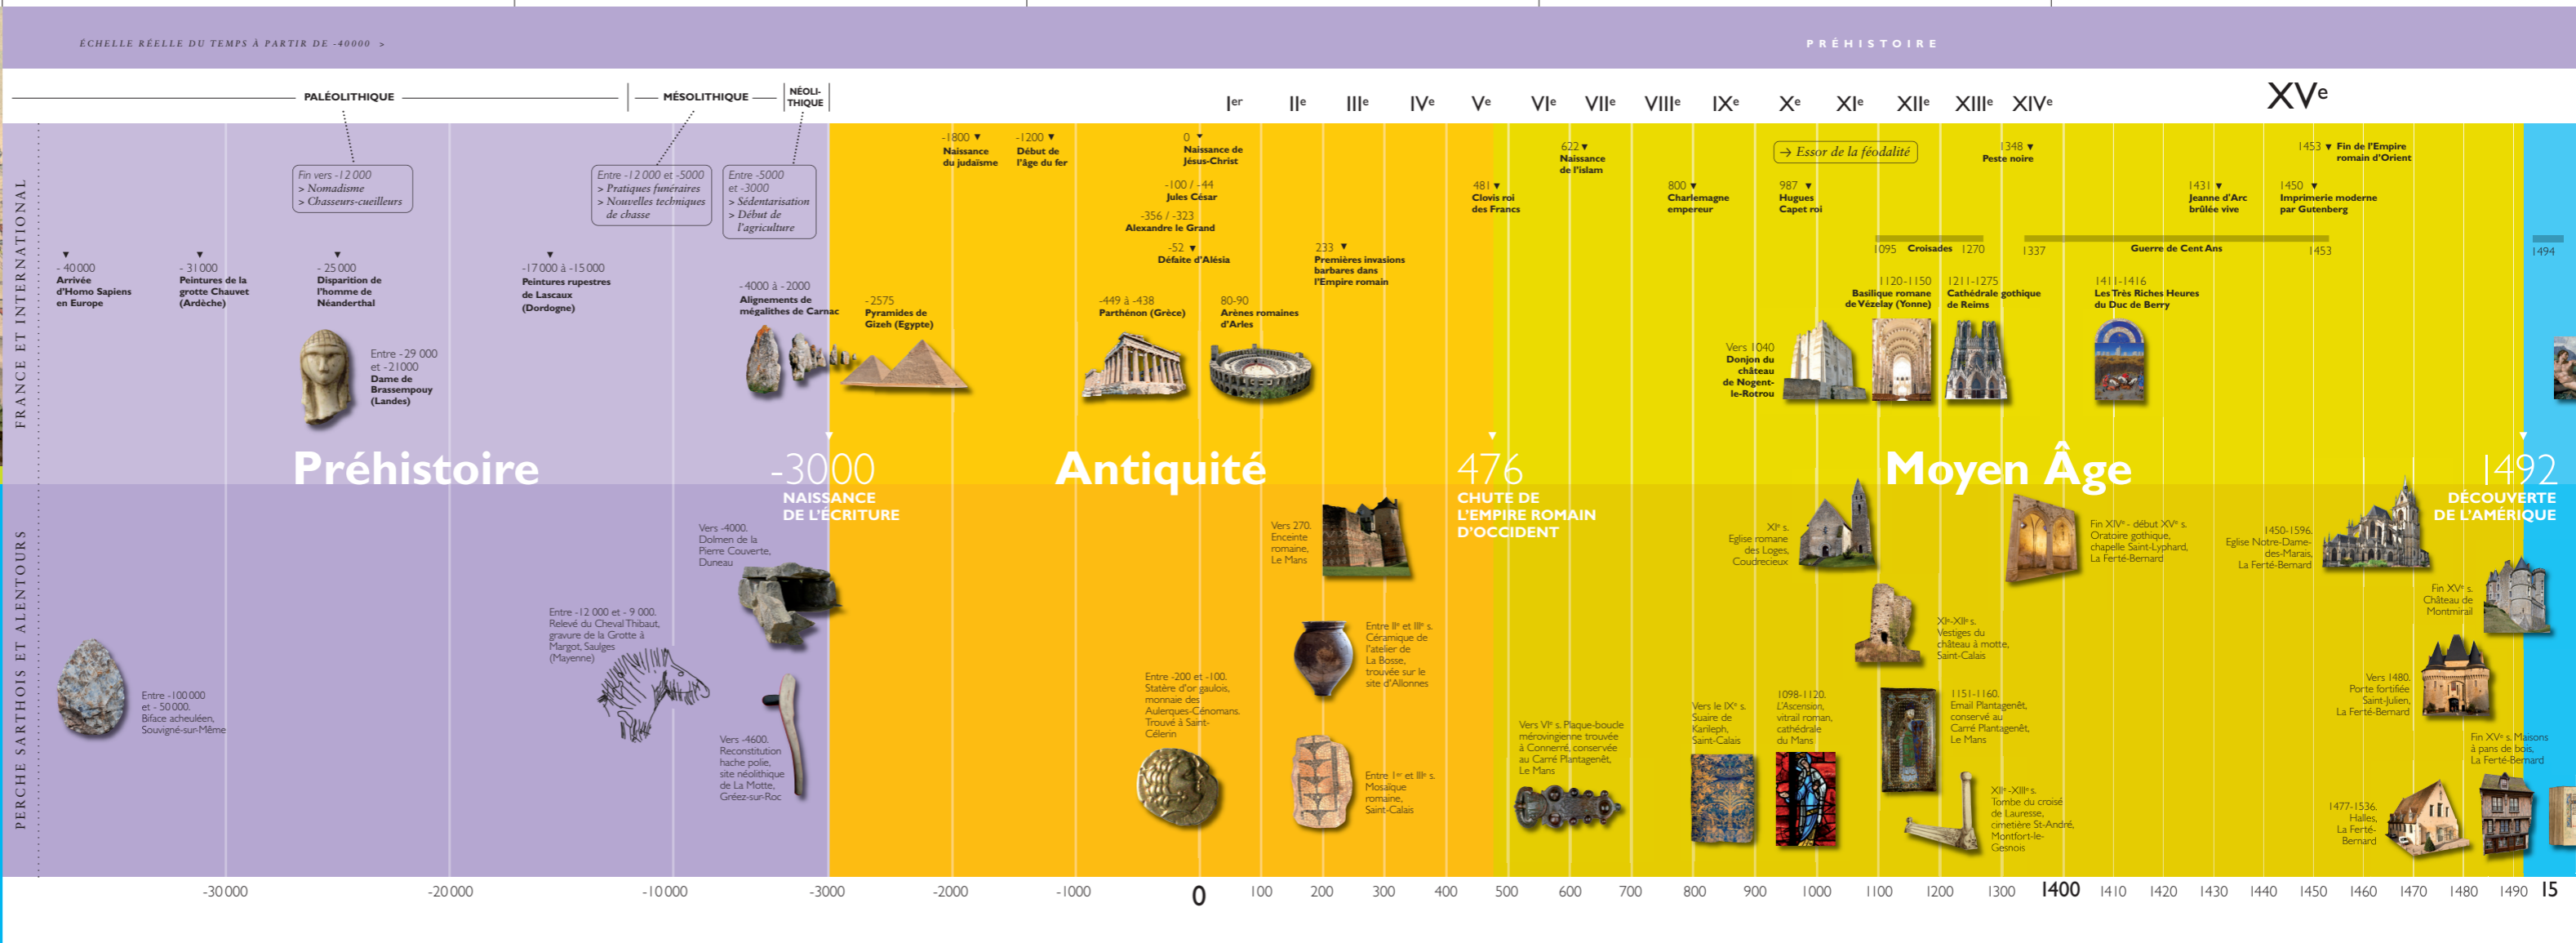 ÉCHELLE RÉELLE DU TEMPS À PARTIR DE -40000 >
PRÉHISTOIRE
PALÉOLITHIQUE
MÉSOLITHIQUE
NÉOLI-
THIQUE
Ier
IIe
IIIe
IVe
Ve
VIe
VIIe
VIIIe
IXe
Xe
XIe
XIIe
XIIIe
XIVe
XVe
FRANCE ET INTERNATIONAL
Fin vers -12 000
> Nomadisme
> Chasseurs-cueilleurs
Entre -12 000 et -5000
> Pratiques funéraires
> Nouvelles techniques
de chasse
Entre -5000
et -3000
> Sédentarisation
> Début de
l'agriculture
- 40 000
Arrivée
d'Homo Sapiens
en Europe
- 31 000
Peintures de la
grotte Chauvet
(Ardèche)
- 25 000
Disparition de
l'homme de
Néanderthal
-17 000 à -15 000
Peintures rupestres
de Lascaux
(Dordogne)
Entre - 29 000
et -21000
Dame de
Brassempouy
(Landes)
- 4000 à - 2000
Alignements de
mégalithes de Carnac
- 2575
Pyramides de
Gizeh (Egypte)
-1800 ▼
Naissance
du judaïsme
-1200 ▼
Début de
l'âge du fer
0 ▼
Naissance de
Jésus-Christ
-100 / -44
Jules César
-356 / -323
Alexandre le Grand
-52 ▼
Défaite d'Alésia
-449 à -438
Parthénon (Grèce)
80-90
Arènes romaines
d'Arles
233 ▼
Premières invasions
barbares dans
l'Empire romain
481 ▼
Clovis roi
des Francs
622 ▼
Naissance
de l'islam
800 ▼
Charlemagne
empereur
→ Essor de la féodalité
987 ▼
Hugues
Capet roi
1348 ▼
Peste noire
1095 Croisades 1270
1337 Guerre de Cent Ans 1453
1431 ▼
Jeanne d'Arc
brûlée vive
1453 ▼ Fin de l'Empire
romain d'Orient
1450 ▼
Imprimerie moderne
par Gutenberg
1494
Vers 1040
Donjon du
château
de Nogent-
le-Rotrou
1120-1150
Basilique romane
de Vézelay (Yonne)
1211-1275
Cathédrale gothique
de Reims
1411-1416
Les Très Riches Heures
du Duc de Berry
Préhistoire
-3000
NAISSANCE
DE L'ÉCRITURE
Antiquité
476
CHUTE DE
L'EMPIRE ROMAIN
D'OCCIDENT
Moyen Âge
1492
DÉCOUVERTE
DE L'AMÉRIQUE
PERCHE SARTHOIS ET ALENTOURS
Entre -100 000
et - 50 000.
Biface acheuléen,
Souvigné-sur-Même
Entre -12 000 et - 9 000.
Relevé du Cheval Thibaut,
gravure de la Grotte à
Margot, Saulges
(Mayenne)
Vers -4000.
Dolmen de la
Pierre Couverte,
Duneau
Vers -4600.
Reconstitution
hache polie,
site néolithique
de La Motte,
Gréez-sur-Roc
Entre -200 et -100.
Statère d'or gaulois,
monnaie des
Aulerques-Cénomans.
Trouvé à Saint-
Célerin
Vers 270.
Enceinte
romaine,
Le Mans
Entre IIe et IIIe s.
Céramique de
l'atelier de
La Bosse,
trouvée sur le
site d'Allonnes
Entre 1er et IIIe s.
Mosaïque
romaine,
Saint-Calais
Vers VIe s. Plaque-boucle
mérovingienne trouvée
à Connerré, conservée
au Carré Plantagenêt,
Le Mans
Vers le IXe s.
Suaire de
Karileph,
Saint-Calais
XIe s.
Eglise romane
des Loges,
Coudrecieux
1098-1120.
L'Ascension,
vitrail roman,
cathédrale
du Mans
XIe-XIIe s.
Vestiges du
château à motte,
Saint-Calais
1151-1160.
Email Plantagenêt,
conservé au
Carré Plantagenêt,
Le Mans
XIIe -XIIIe s.
Tombe du croisé
de Lauresse,
cimetière St-André,
Montfort-le-
Gesnois
Fin XIVe - début XVe s.
Oratoire gothique,
chapelle Saint-Lyphard,
La Ferté-Bernard
1450-1596.
Eglise Notre-Dame-
des-Marais,
La Ferté-Bernard
Fin XVe s.
Château de
Montmirail
Vers 1480.
Porte fortifiée
Saint-Julien,
La Ferté-Bernard
Fin XVe s. Maisons
à pans de bois,
La Ferté-Bernard
1477-1536.
Halles,
La Ferté-
Bernard
-30 000
-20 000
-10 000
-3000
-2000
-1000
0
100
200
300
400
500
600
700
800
900
1000
1100
1200
1300
1400
1410
1420
1430
1440
1450
1460
1470
1480
1490
15